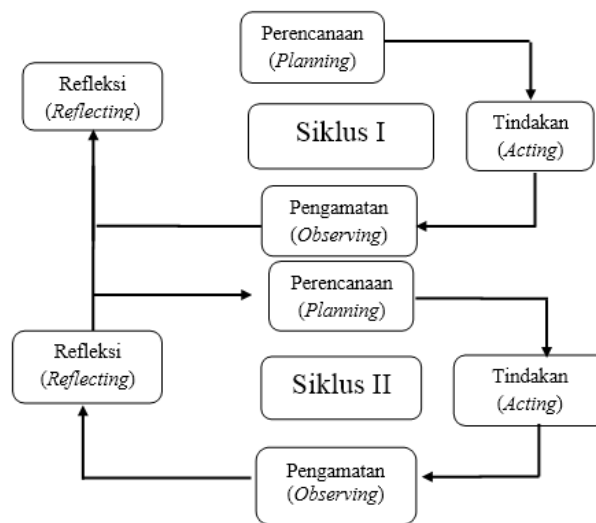 Perencanaan
(Planning)
Refleksi
(Reflecting)
Siklus I
Tindakan
(Acting)
Pengamatan
(Observing)
Perencanaan
(Planning)
Refleksi
(Reflecting)
Siklus II
Tindakan
(Acting)
Pengamatan
(Observing)